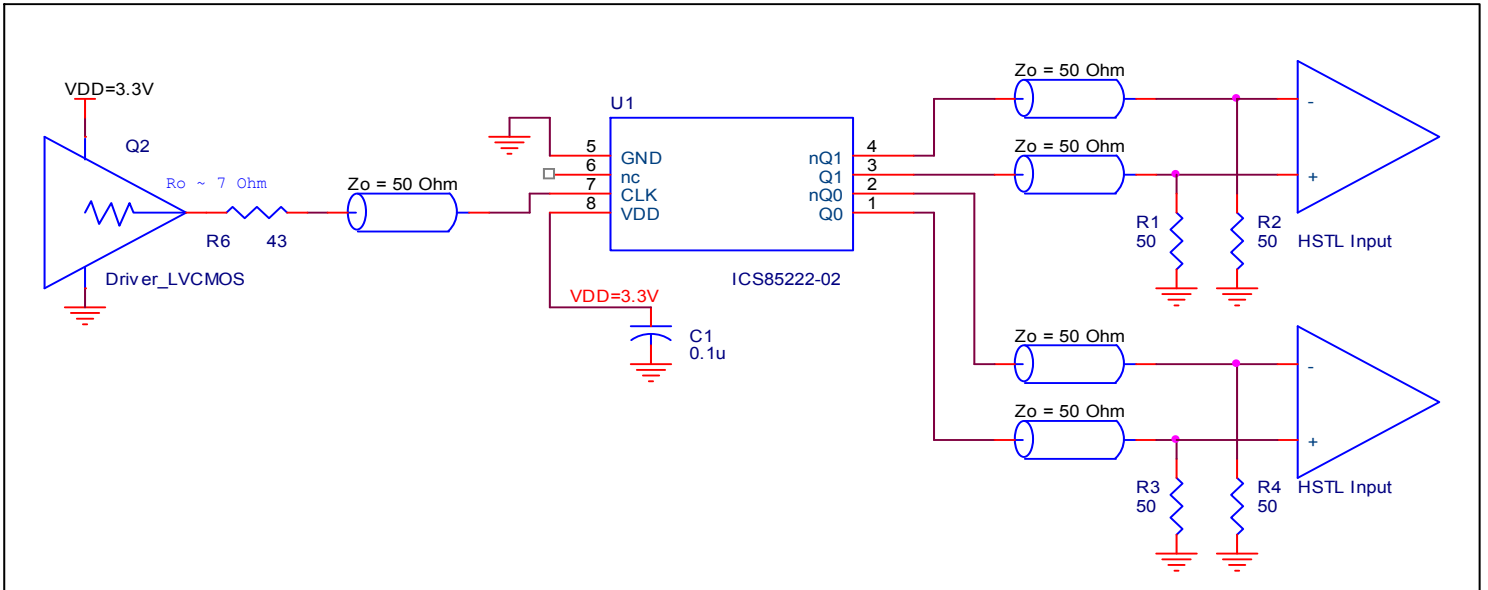 VDD=3.3V
Q2
Ro ~ 7 Ohm
R6 43
Driver_LVCMOS
Zo = 50 Ohm
U1
5 GND
6 nc
7 CLK
8 VDD
nQ1 4
Q1 3
nQ0 2
Q0 1
ICS85222-02
VDD=3.3V
C1
0.1u
Zo = 50 Ohm
Zo = 50 Ohm
-
+
R1
50
R2
50
HSTL Input
Zo = 50 Ohm
Zo = 50 Ohm
-
+
R3
50
R4
50
HSTL Input